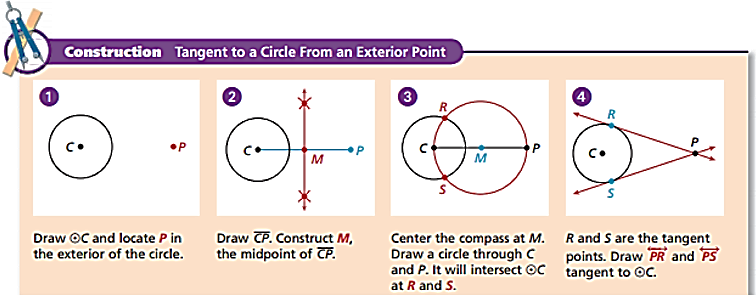 Construction Tangent to a Circle From an Exterior Point
1
C
P
Draw ⊙C and locate P in
the exterior of the circle.
2
C
M
P
Draw C̅P̅. Construct M,
the midpoint of C̅P̅.
3
R
C
M
P
S
Center the compass at M.
Draw a circle through C
and P. It will intersect ⊙C
at R and S.
4
R
P
C
S
R and S are the tangent
points. Draw PR⃡ and PS⃡
tangent to ⊙C.